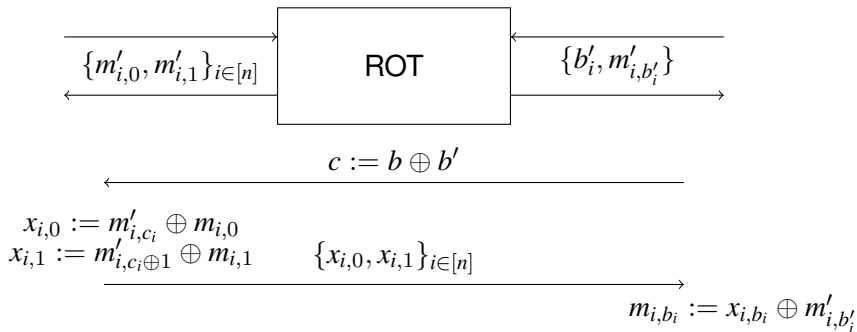 {m′_{i,0}, m′_{i,1}}_{i∈[n]} ROT {b′_i, m′_{i,b′_i}}
c := b ⊕ b′
x_{i,0} := m′_{i,c_i} ⊕ m_{i,0}
x_{i,1} := m′_{i,c_i⊕1} ⊕ m_{i,1} {x_{i,0}, x_{i,1}}_{i∈[n]}
m_{i,b_i} := x_{i,b_i} ⊕ m′_{i,b′_i}